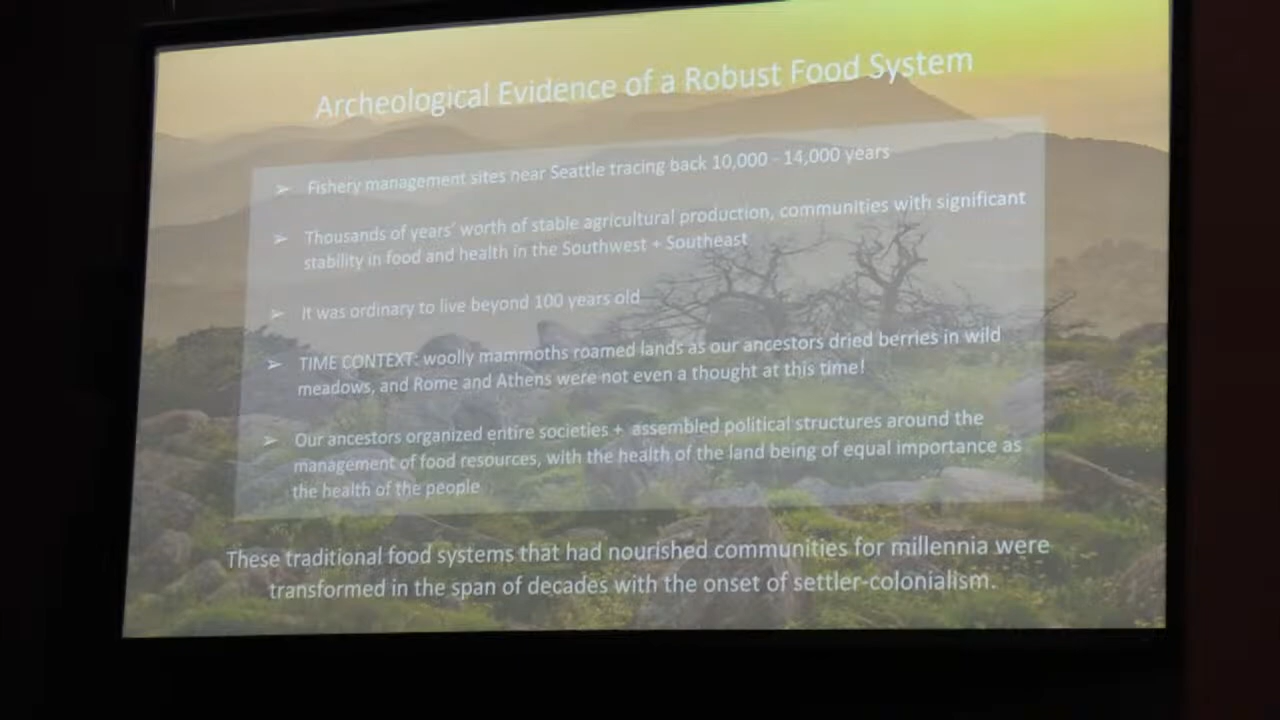 Archeological Evidence of a Robust Food System
➢ Fishery management sites near Seattle tracing back 10,000 - 14,000 years
➢ Thousands of years' worth of stable agricultural production, communities with significant
stability in food and health in the Southwest + Southeast
➢ It was ordinary to live beyond 100 years old
➢ TIME CONTEXT: woolly mammoths roamed lands as our ancestors dried berries in wild
meadows, and Rome and Athens were not even a thought at this time!
➢ Our ancestors organized entire societies + assembled political structures around the
management of food resources, with the health of the land being of equal importance as
the health of the people
These traditional food systems that had nourished communities for millennia were
transformed in the span of decades with the onset of settler-colonialism.